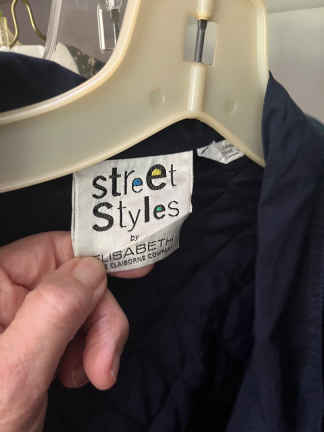 street
Styles
by
ELISABETH
CLAIBORNE COMPANY